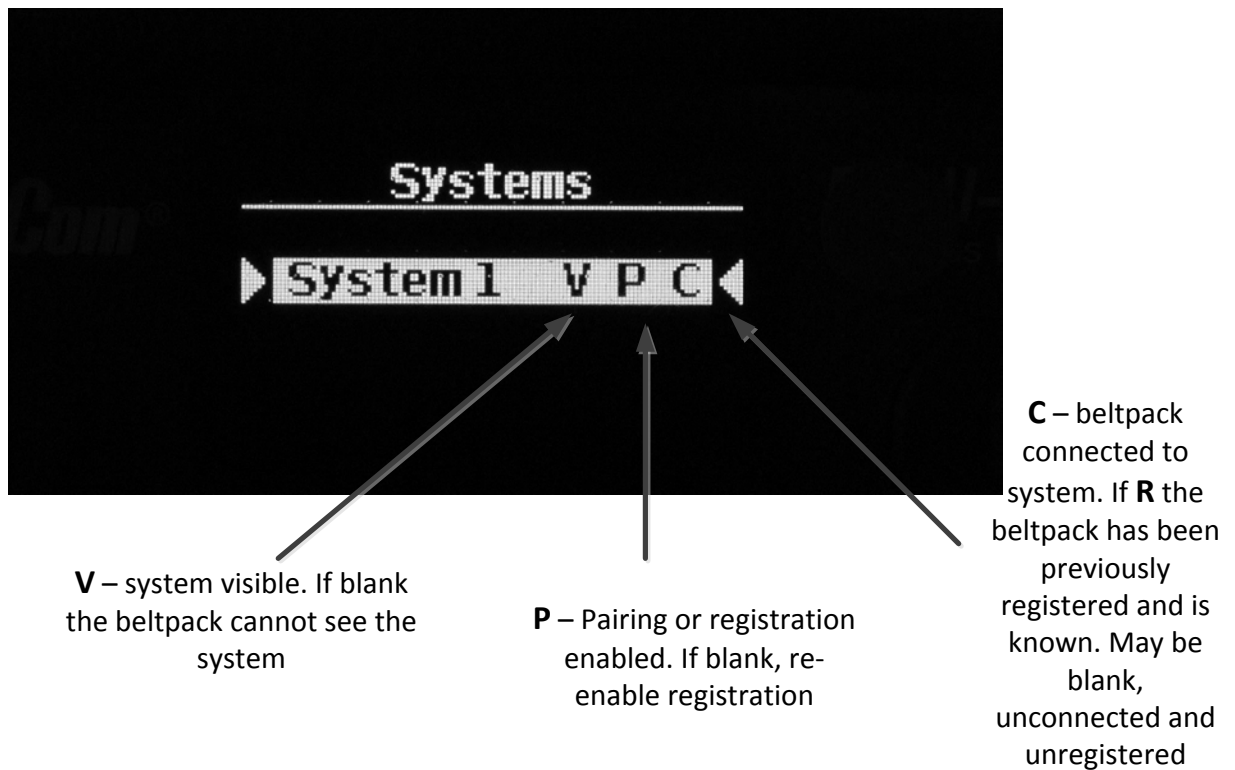 Systems
System 1 V P C
Com®
C – beltpack
connected to
system. If R the
beltpack has been
previously
registered and is
known. May be
blank,
unconnected and
unregistered
V – system visible. If blank
the beltpack cannot see the
system
P – Pairing or registration
enabled. If blank, re-
enable registration